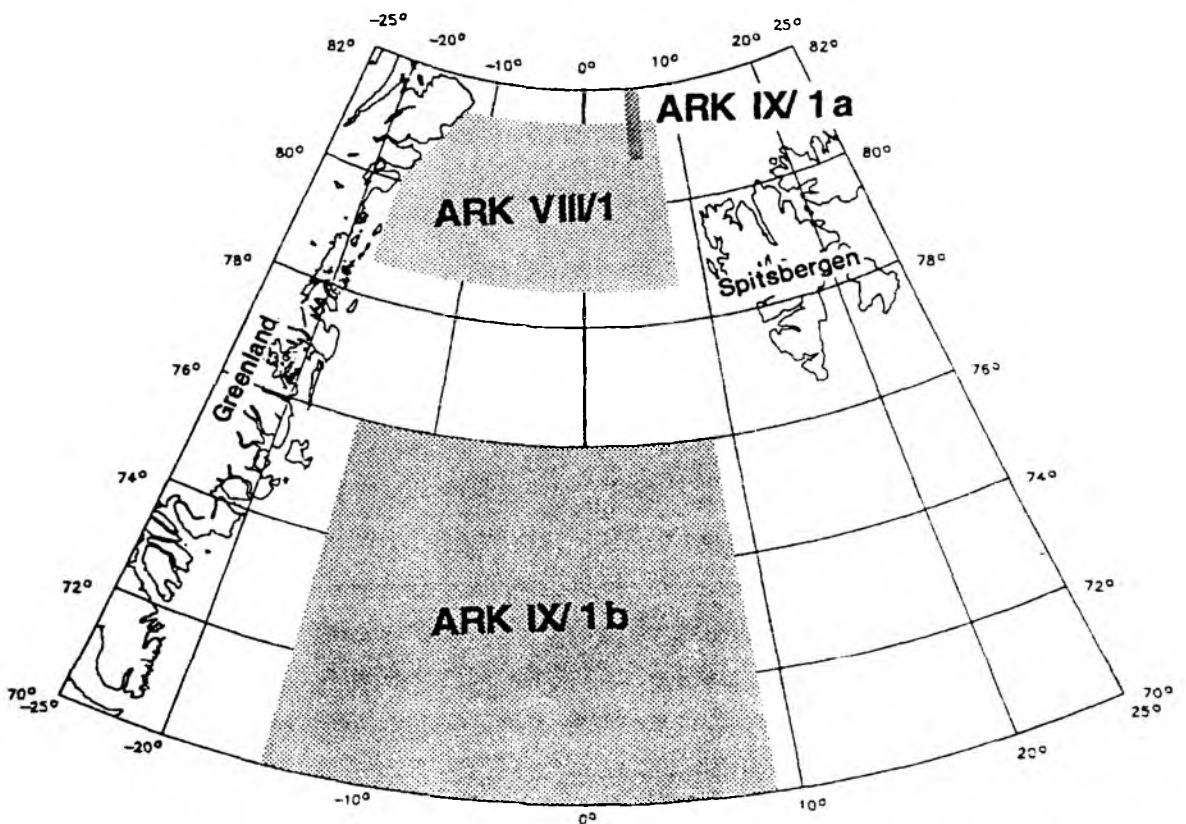 -25° -20° -10° 0° 10° 20° 25°
82° 82°
ARK IX/1a
80° 80°
ARK VIII/1
78° 78°
Spitsbergen
76° 76°
Greenland
74° 74°
72° 72°
ARK IX/1b
70° 70°
-25° 25°
-20° 20°
-10° 10°
0°